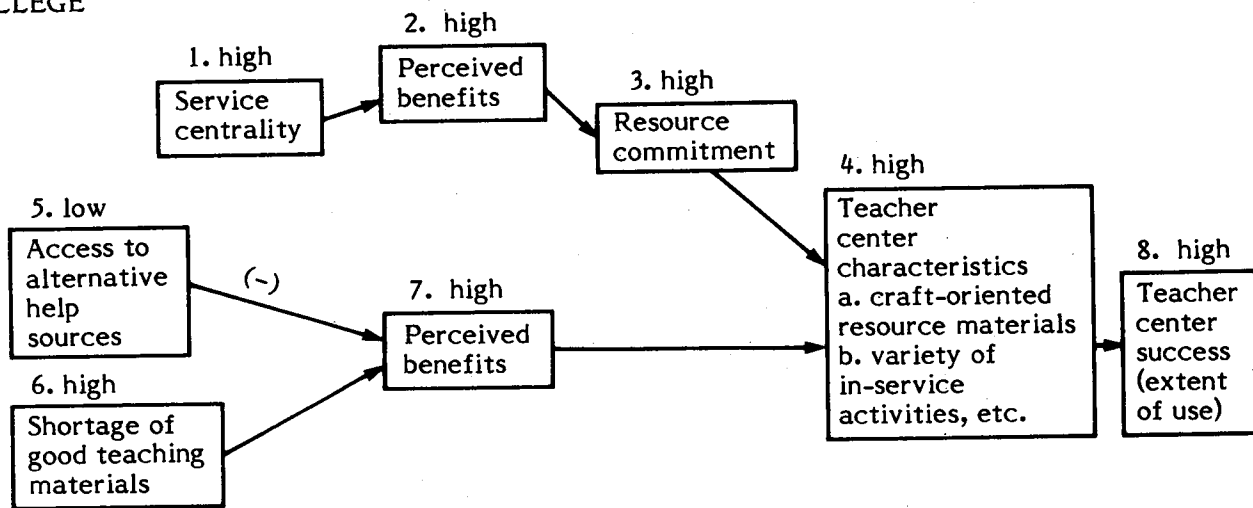 LLEGE
1. high
Service
centrality
2. high
Perceived
benefits
3. high
Resource
commitment
4. high
Teacher
center
characteristics
a. craft-oriented
resource materials
b. variety of
in-service
activities, etc.
5. low
Access to
alternative
help
sources
(-)
6. high
Shortage of
good teaching
materials
7. high
Perceived
benefits
8. high
Teacher
center
success
(extent
of use)